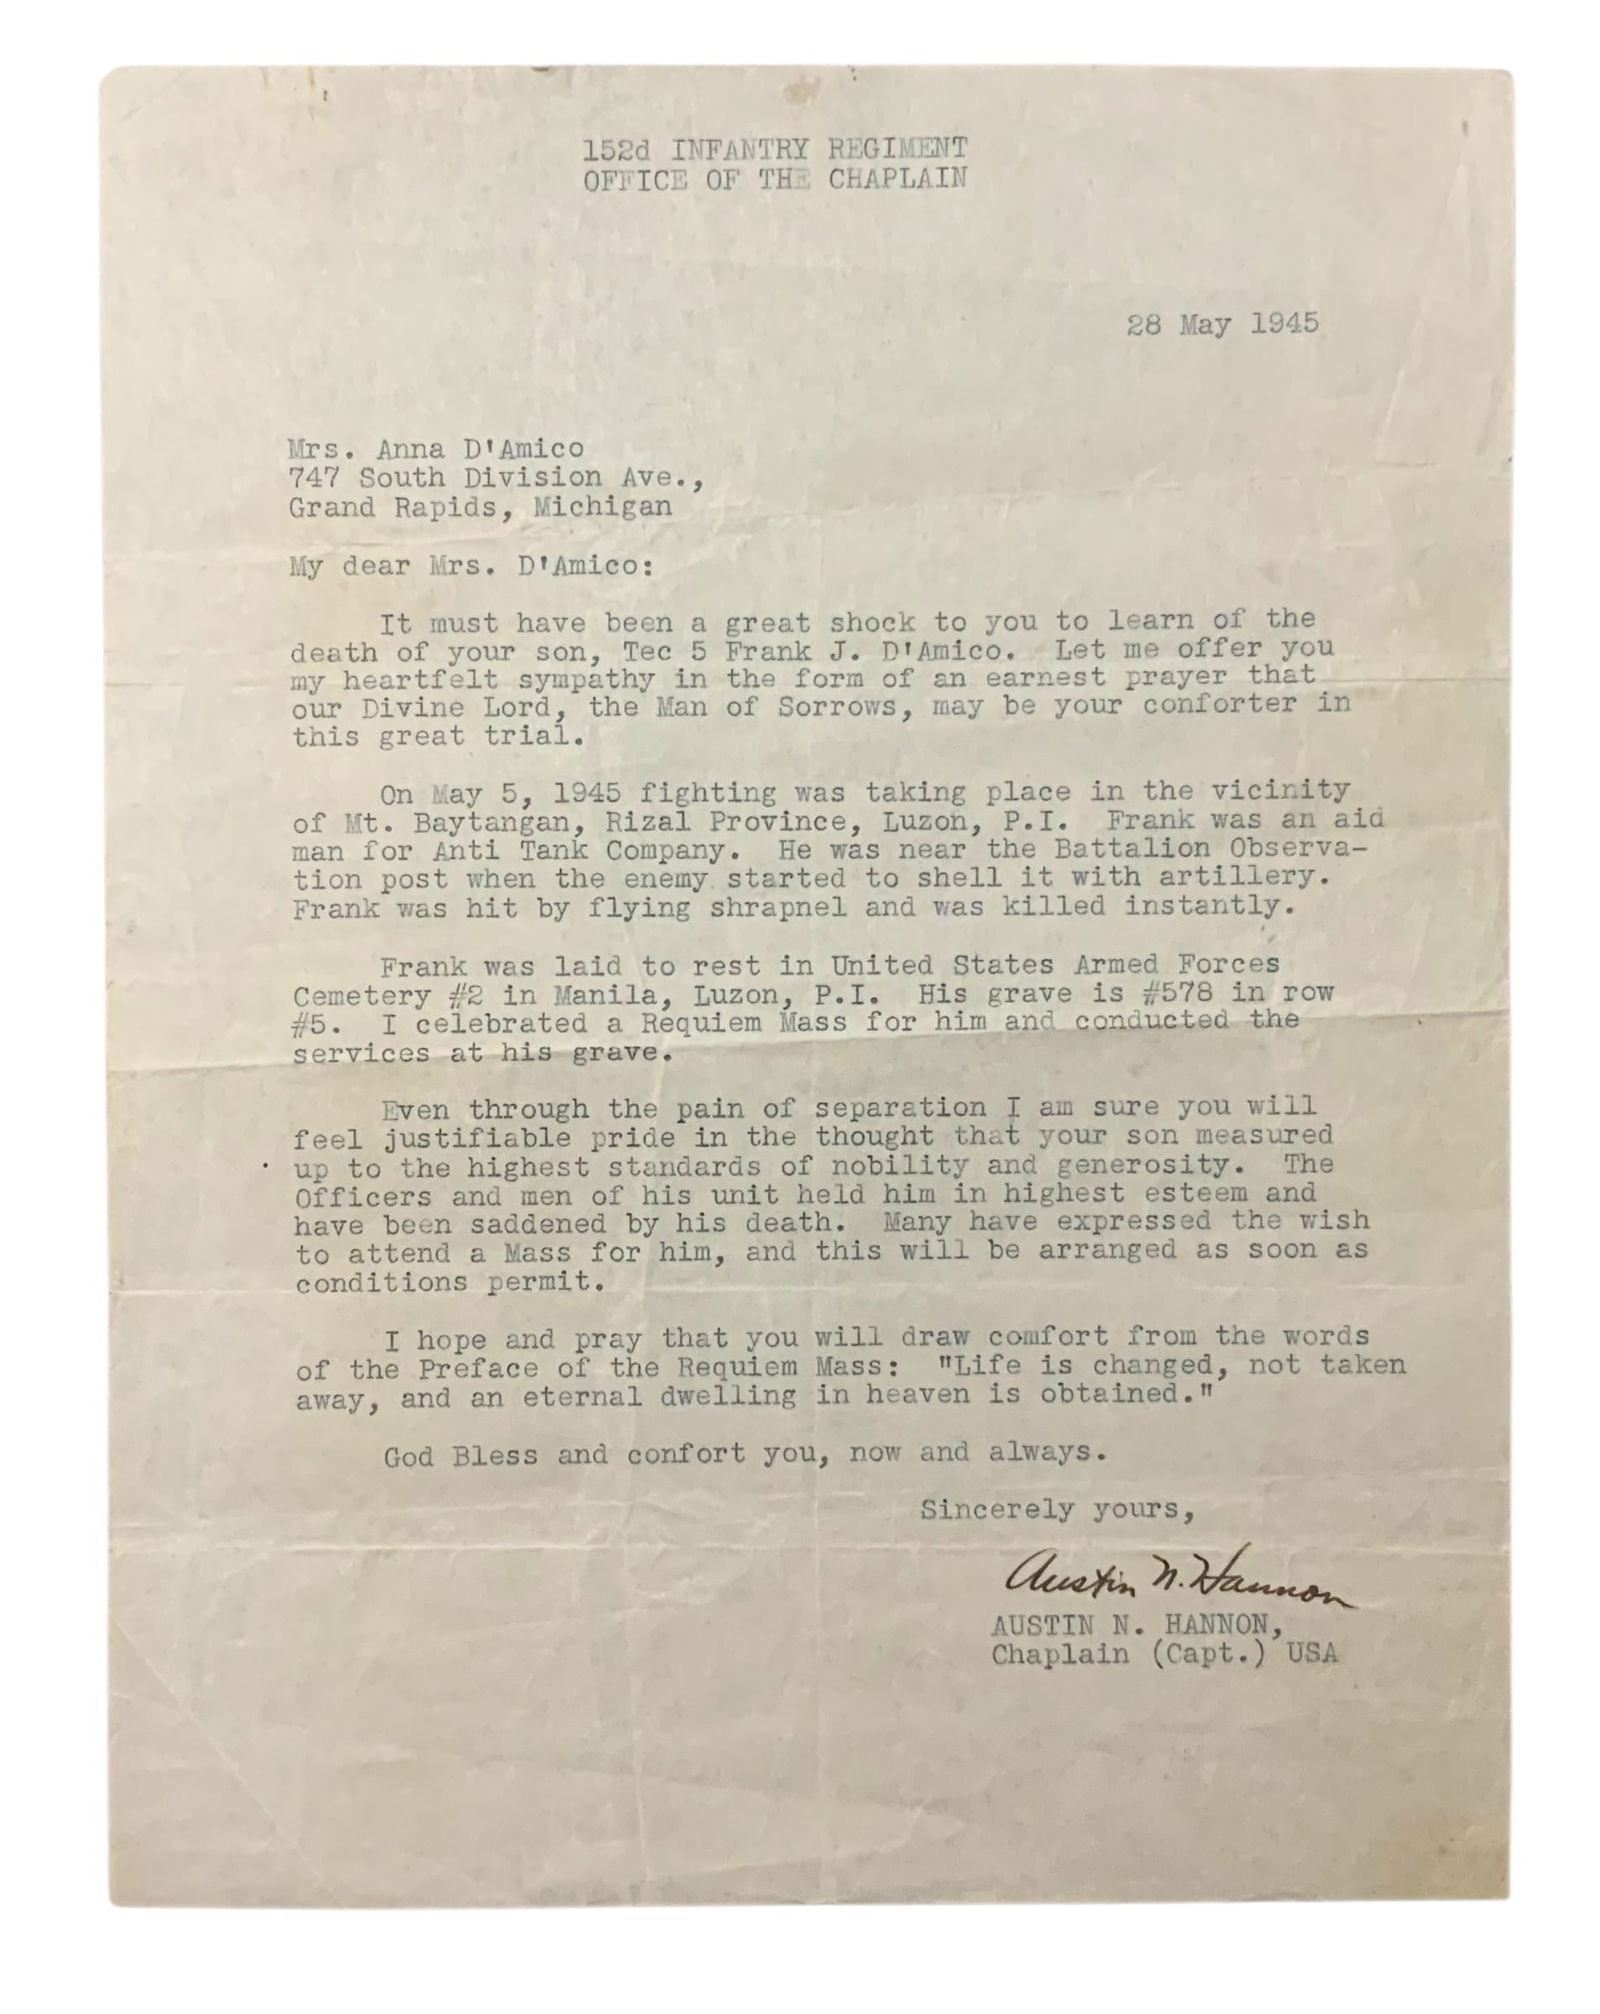 152d INFANTRY REGIMENT
OFFICE OF THE CHAPLAIN
28 May 1945
Mrs. Anna D'Amico
747 South Division Ave.,
Grand Rapids, Michigan
My dear Mrs. D'Amico:
It must have been a great shock to you to learn of the
death of your son, Tec 5 Frank J. D'Amico. Let me offer you
my heartfelt sympathy in the form of an earnest prayer that
our Divine Lord, the Man of Sorrows, may be your conforter in
this great trial.
On May 5, 1945 fighting was taking place in the vicinity
of Mt. Baytangan, Rizal Province, Luzon, P.I. Frank was an aid
man for Anti Tank Company. He was near the Battalion Observa-
tion post when the enemy started to shell it with artillery.
Frank was hit by flying shrapnel and was killed instantly.
Frank was laid to rest in United States Armed Forces
Cemetery #2 in Manila, Luzon, P.I. His grave is #578 in row
#5. I celebrated a Requiem Mass for him and conducted the
services at his grave.
Even through the pain of separation I am sure you will
feel justifiable pride in the thought that your son measured
up to the highest standards of nobility and generosity. The
Officers and men of his unit held him in highest esteem and
have been saddened by his death. Many have expressed the wish
to attend a Mass for him, and this will be arranged as soon as
conditions permit.
I hope and pray that you will draw comfort from the words
of the Preface of the Requiem Mass: "Life is changed, not taken
away, and an eternal dwelling in heaven is obtained."
God Bless and confort you, now and always.
Sincerely yours,
Austin N. Hannon
AUSTIN N. HANNON,
Chaplain (Capt.) USA